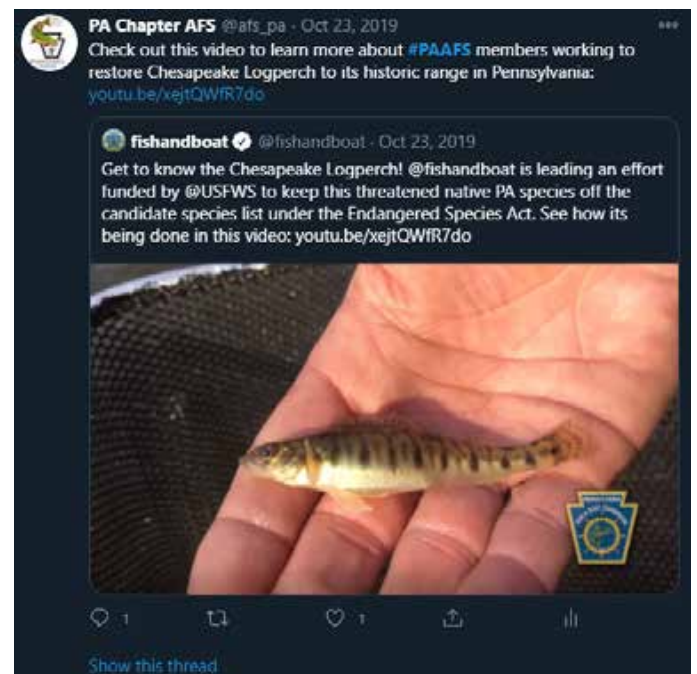 PA Chapter AFS @afs_pa · Oct 23, 2019
Check out this video to learn more about #PAAFS members working to
restore Chesapeake Logperch to its historic range in Pennsylvania:
youtu.be/xejtQWfR7do
fishandboat @fishandboat · Oct 23, 2019
Get to know the Chesapeake Logperch! @fishandboat is leading an effort
funded by @USFWS to keep this threatened native PA species off the
candidate species list under the Endangered Species Act. See how its
being done in this video: youtu.be/xejtQWfR7do
PENNSYLVANIA
1 1
Show this thread